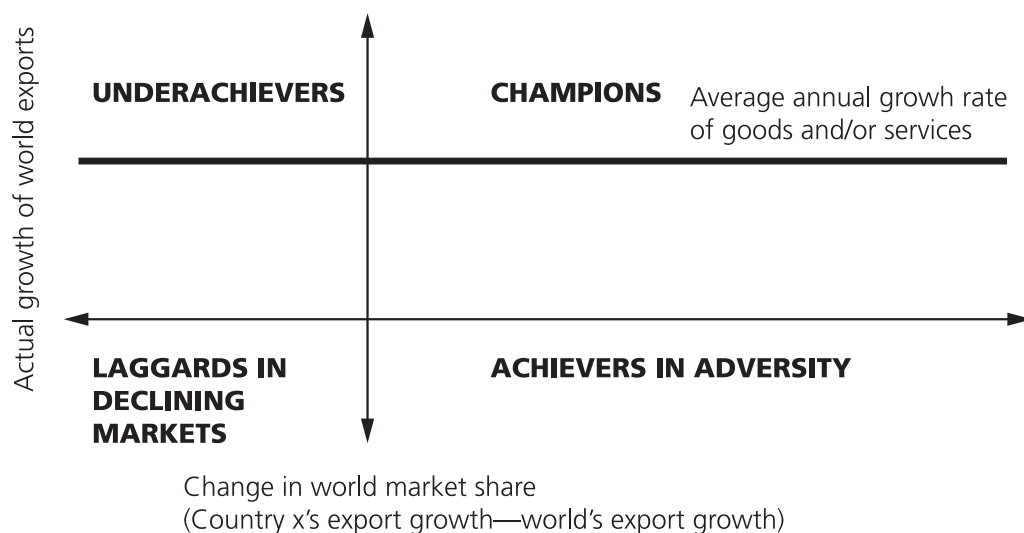 Actual growth of world exports
UNDERACHIEVERS
CHAMPIONS
Average annual growh rate
of goods and/or services
LAGGARDS IN
DECLINING
MARKETS
ACHIEVERS IN ADVERSITY
Change in world market share
(Country x's export growth—world's export growth)